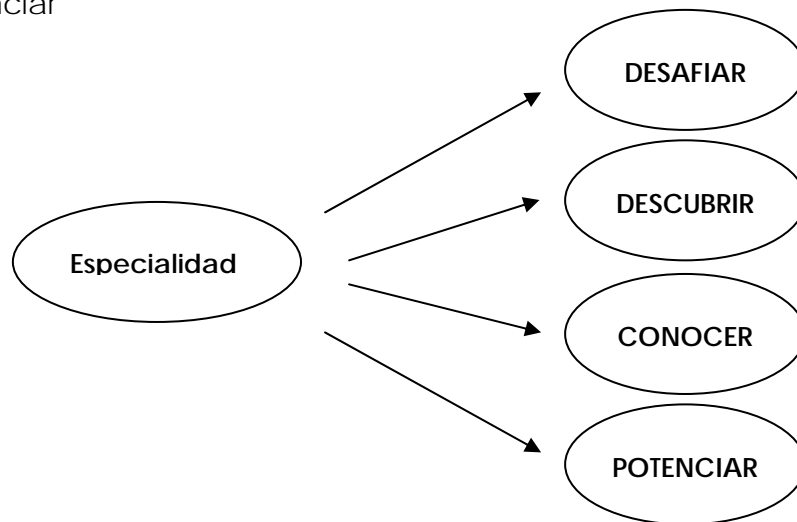 DESAFIAR
DESCUBRIR
Especialidad
CONOCER
POTENCIAR